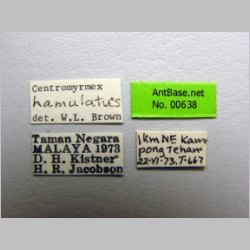 Centromyrmex
hamulatus
det. W.L. Brown
AntBase.net
No. 00638
Taman Negara
MALAYA 1973
D. H. Kistner
H. R. Jacobson
1km NE Kam
pong Tehan
22-VI-73, T-667